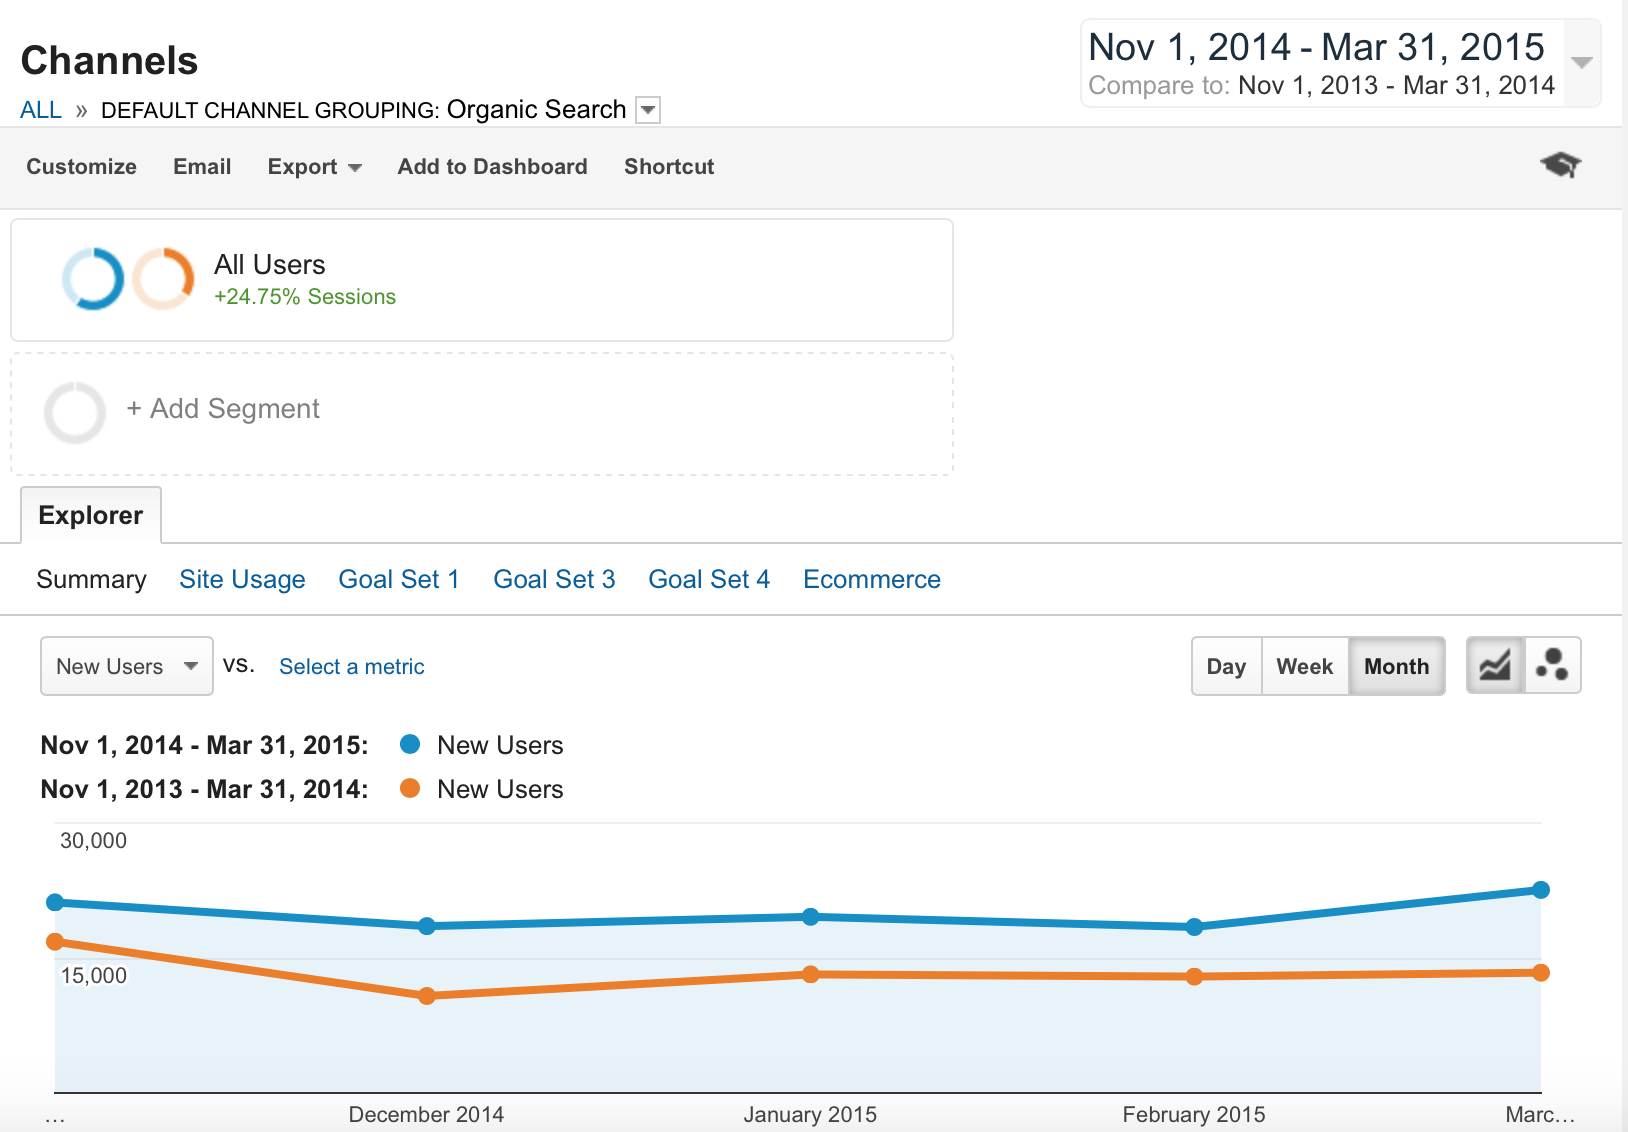 Channels
Nov 1, 2014 - Mar 31, 2015
Compare to: Nov 1, 2013 - Mar 31, 2014
ALL » DEFAULT CHANNEL GROUPING: Organic Search
Customize Email Export Add to Dashboard Shortcut
All Users
+24.75% Sessions
+ Add Segment
Explorer
Summary Site Usage Goal Set 1 Goal Set 3 Goal Set 4 Ecommerce
New Users VS. Select a metric Day Week Month
Nov 1, 2014 - Mar 31, 2015: New Users
Nov 1, 2013 - Mar 31, 2014: New Users
30,000
15,000
... December 2014 January 2015 February 2015 Marc...